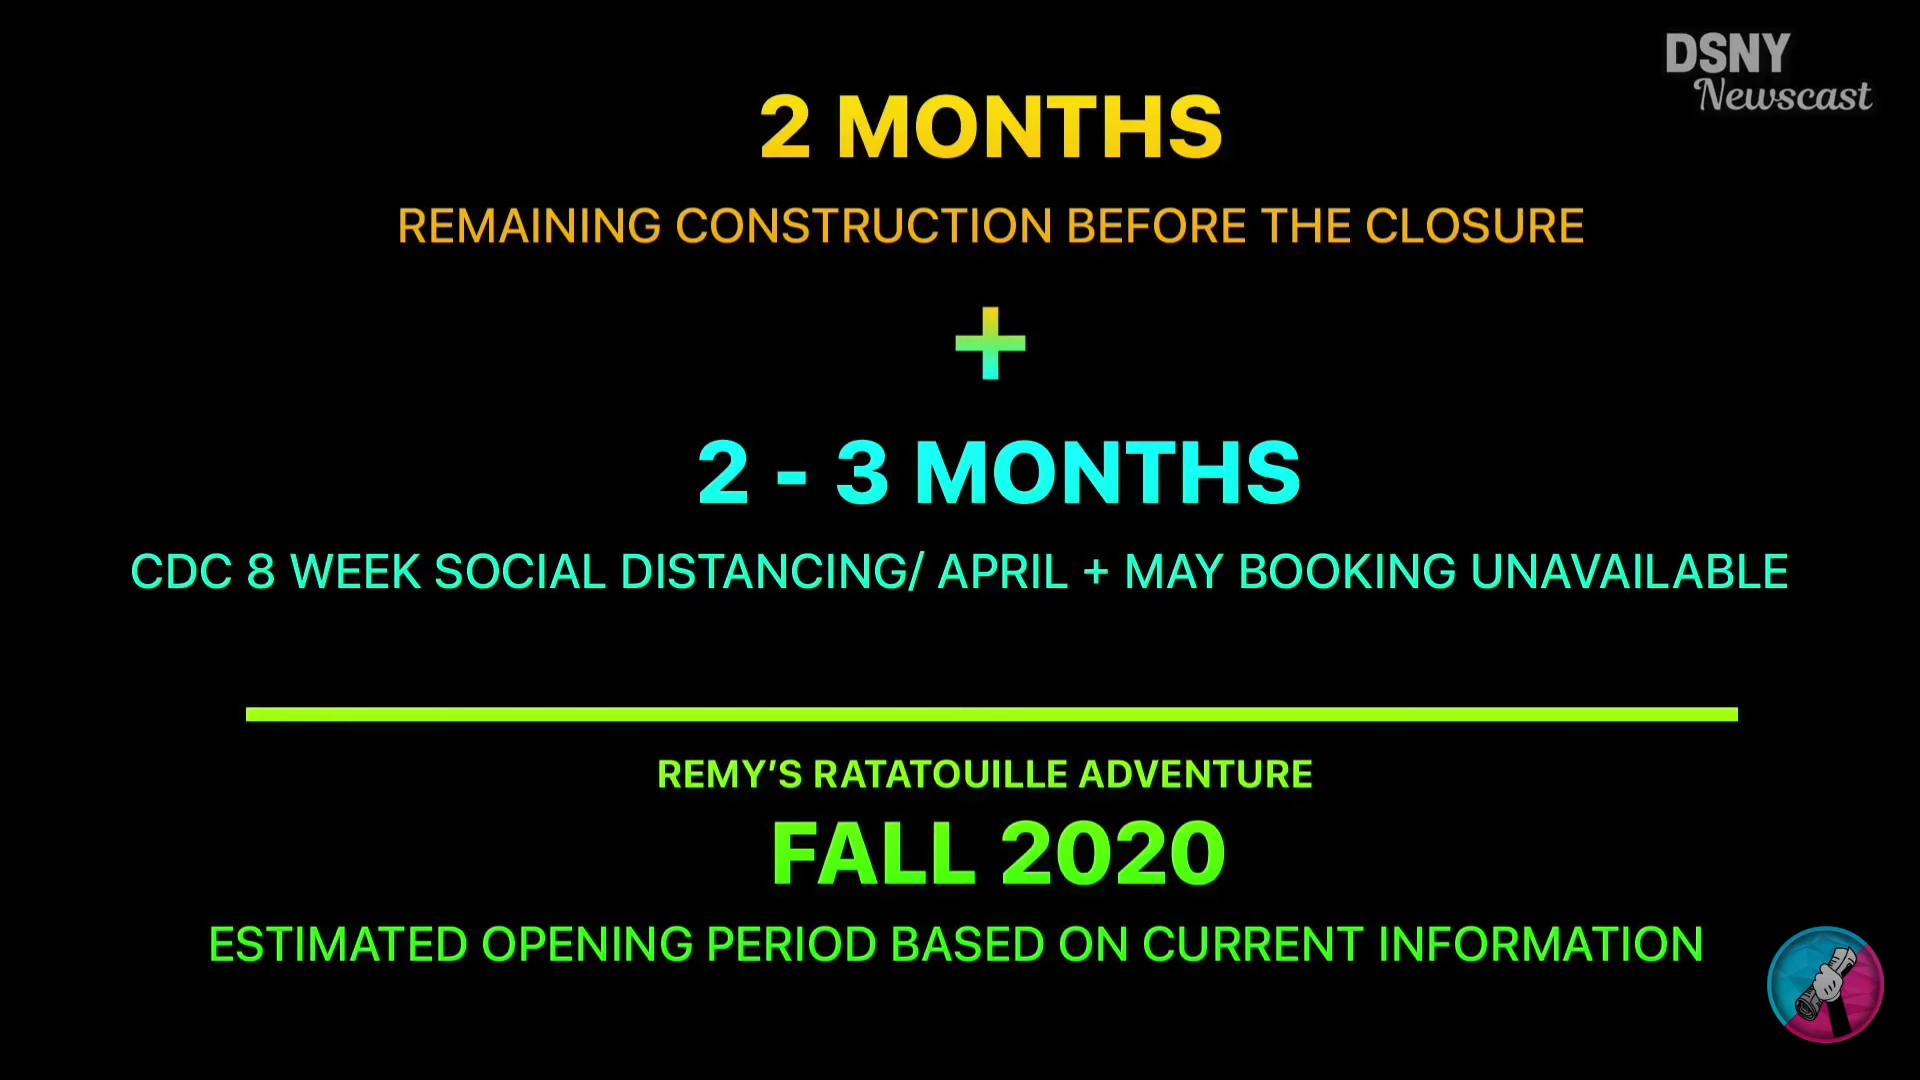 DSNY
Newscast
2 MONTHS
REMAINING CONSTRUCTION BEFORE THE CLOSURE
+
2 - 3 MONTHS
CDC 8 WEEK SOCIAL DISTANCING/ APRIL + MAY BOOKING UNAVAILABLE
REMY’S RATATOUILLE ADVENTURE
FALL 2020
ESTIMATED OPENING PERIOD BASED ON CURRENT INFORMATION